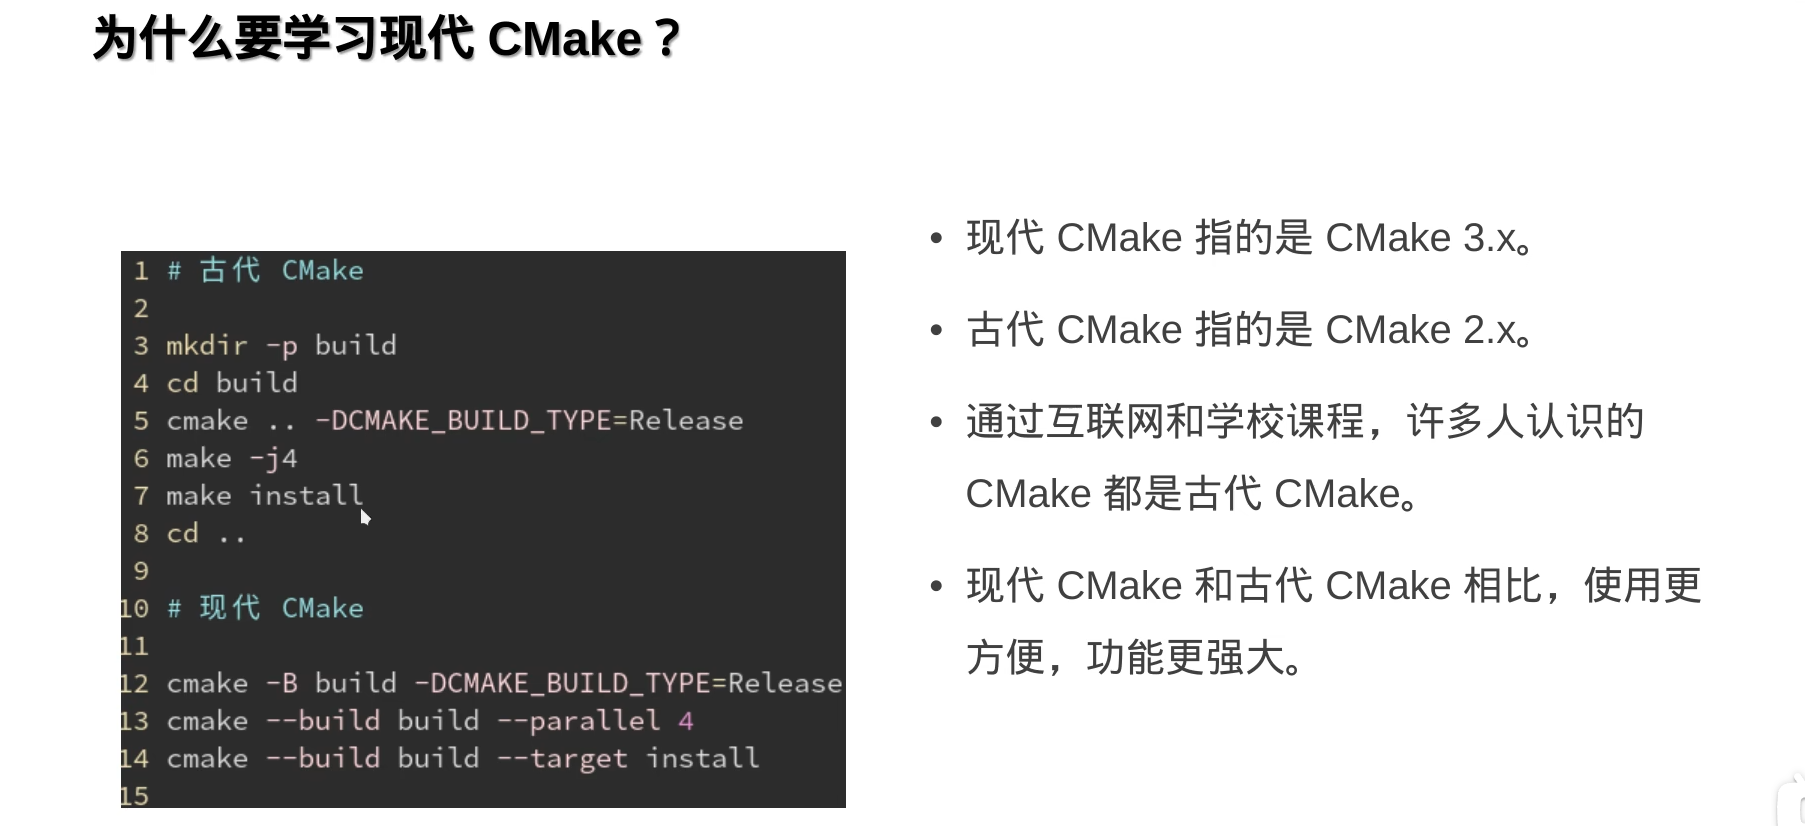 为什么要学习现代 CMake？
1 # 古代 CMake
2
3 mkdir -p build
4 cd build
5 cmake .. -DCMAKE_BUILD_TYPE=Release
6 make -j4
7 make install
8 cd ..
9
10 # 现代 CMake
11
12 cmake -B build -DCMAKE_BUILD_TYPE=Release
13 cmake --build build --parallel 4
14 cmake --build build --target install
15
• 现代 CMake 指的是 CMake 3.x。
• 古代 CMake 指的是 CMake 2.x。
• 通过互联网和学校课程，许多人认识的
CMake 都是古代 CMake。
• 现代 CMake 和古代 CMake 相比，使用更
方便，功能更强大。